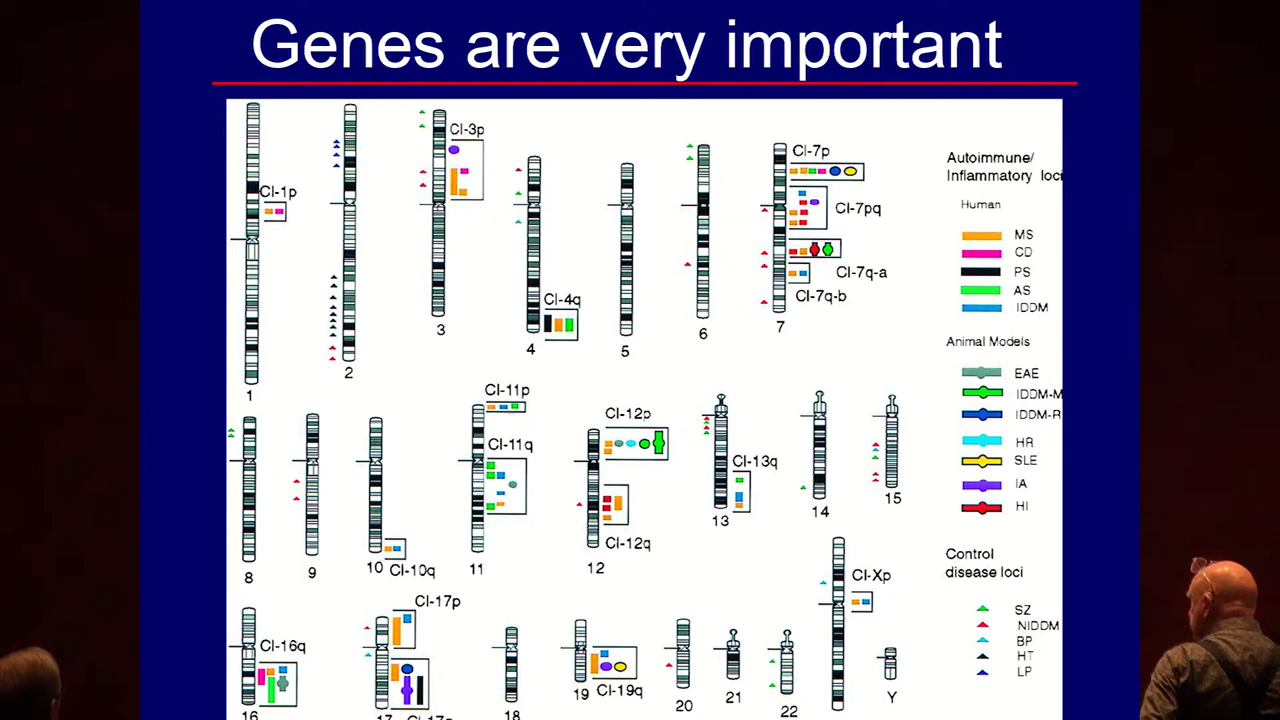 Genes are very important
Cl-3p
Cl-1p
Cl-7p
Cl-7pq
Cl-7q-a
Cl-7q-b
Cl-4q
1
2
3
4
5
6
7
Autoimmune/
Inflammatory loci
Human
MS
CD
PS
AS
IDDM
Animal Models
EAE
IDDM-M
IDDM-R
HR
SLE
IA
HI
Cl-11p
Cl-11q
Cl-12p
Cl-12q
Cl-13q
Cl-10q
8
9
10
11
12
13
14
15
Control
disease loci
SZ
NIDDM
BP
HT
LP
Cl-Xp
Cl-16q
Cl-17p
Cl-17q
Cl-19q
16
17
18
19
20
21
22
Y